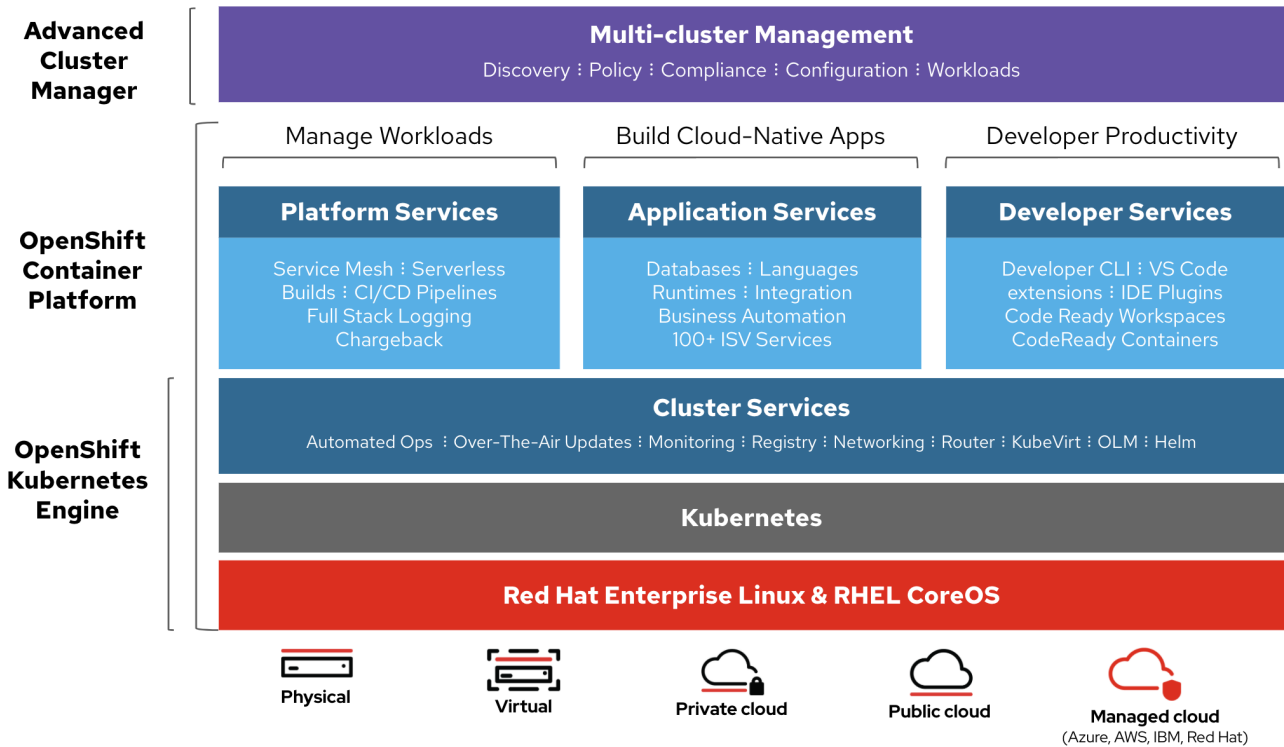 Advanced
Cluster
Manager
Multi-cluster Management
Discovery ⋮ Policy ⋮ Compliance ⋮ Configuration ⋮ Workloads
OpenShift
Container
Platform
Manage Workloads
Build Cloud-Native Apps
Developer Productivity
Platform Services
Service Mesh ⋮ Serverless
Builds ⋮ CI/CD Pipelines
Full Stack Logging
Chargeback
Application Services
Databases ⋮ Languages
Runtimes ⋮ Integration
Business Automation
100+ ISV Services
Developer Services
Developer CLI ⋮ VS Code
extensions ⋮ IDE Plugins
Code Ready Workspaces
CodeReady Containers
OpenShift
Kubernetes
Engine
Cluster Services
Automated Ops ⋮ Over-The-Air Updates ⋮ Monitoring ⋮ Registry ⋮ Networking ⋮ Router ⋮ KubeVirt ⋮ OLM ⋮ Helm
Kubernetes
Red Hat Enterprise Linux & RHEL CoreOS
Physical
Virtual
Private cloud
Public cloud
Managed cloud
(Azure, AWS, IBM, Red Hat)